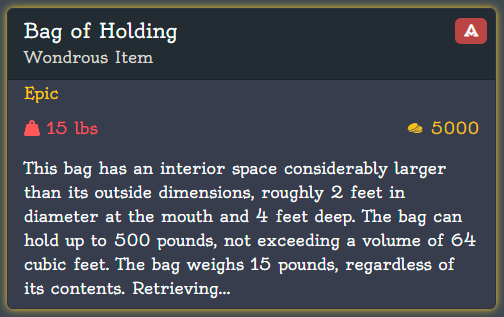 Bag of Holding
Wondrous Item
Epic
15 lbs
5000
This bag has an interior space considerably larger
than its outside dimensions, roughly 2 feet in
diameter at the mouth and 4 feet deep. The bag can
hold up to 500 pounds, not exceeding a volume of 64
cubic feet. The bag weighs 15 pounds, regardless of
its contents. Retrieving...